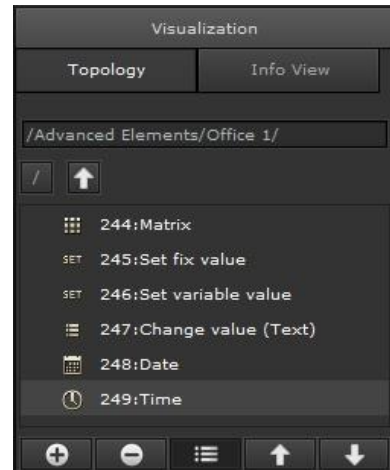 Visualization
Topology Info View
/Advanced Elements/Office 1/
/
244:Matrix
SET 245:Set fix value
SET 246:Set variable value
247:Change value (Text)
248:Date
249:Time